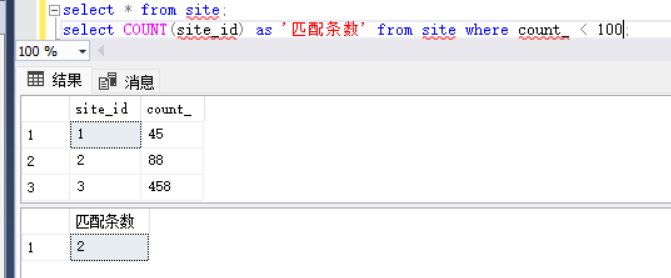 select * from site;
select COUNT(site_id) as '匹配条数' from site where count_ < 100;
100 %
结果 消息
site_id count_
1 1 45
2 2 88
3 3 458
匹配条数
1 2